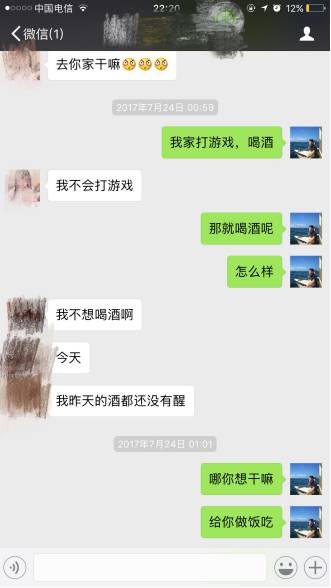 中国电信
22:20
12%
微信(1)
去你家干嘛😳😳😳
2017年7月24日 00:59
我家打游戏，喝酒
我不会打游戏
那就喝酒呢
怎么样
我不想喝酒啊
今天
我昨天的酒都还没有醒
2017年7月24日 01:01
哪你想干嘛
给你做饭吃